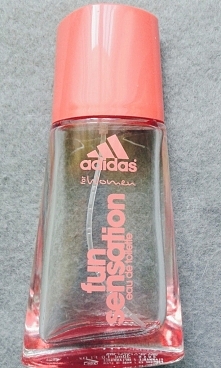 adidas
for women
fun
sensation
eau de toilette